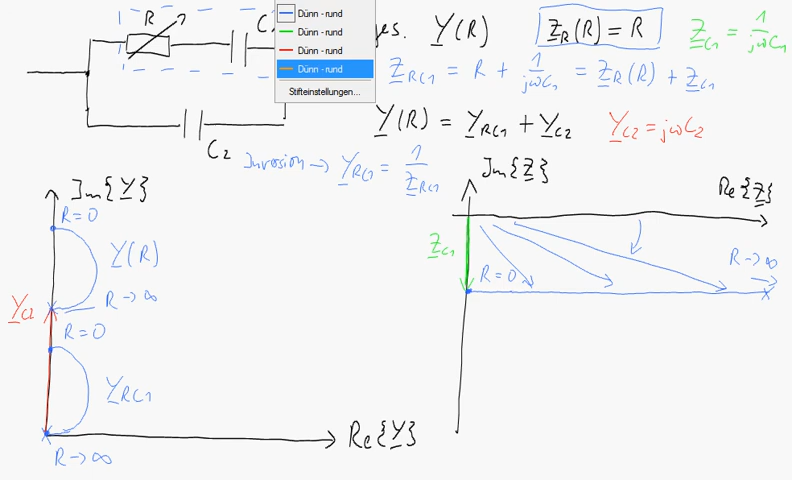 R
C
Dünn - rund
Dünn - rund
Dünn - rund
Dünn - rund
Stifteinstellungen...
ges. Y(R)
Z_R(R) = R
Z_C1 = 1/jωC1
Z_RC1 = R + 1/jωC1 = Z_R(R) + Z_C1
Y(R) = Y_RC1 + Y_C2
Y_C2 = jωC2
C2
Inversion → Y_RC1 = 1/Z_RC1
Im{Y}
R=0
Y(R)
R→∞
Y_C2
R=0
Y_RC1
R→∞
Re{Y}
Im{Z}
Re{Z}
Z_C1
R=0
R→∞